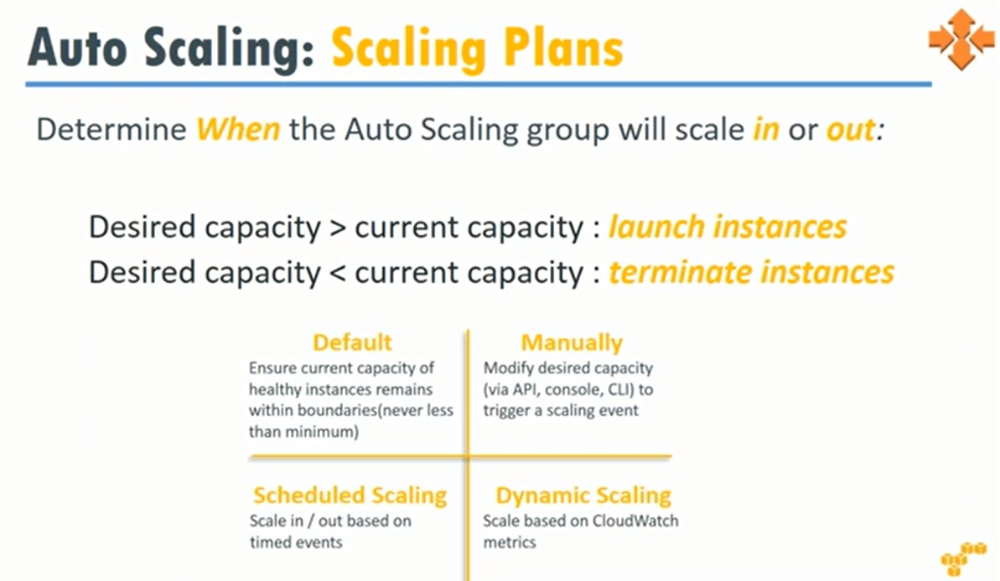 Auto Scaling: Scaling Plans
Determine When the Auto Scaling group will scale in or out:
Desired capacity > current capacity : launch instances
Desired capacity < current capacity : terminate instances
Default
Ensure current capacity of
healthy instances remains
within boundaries(never less
than minimum)
Manually
Modify desired capacity
(via API, console, CLI) to
trigger a scaling event
Scheduled Scaling
Scale in / out based on
timed events
Dynamic Scaling
Scale based on CloudWatch
metrics